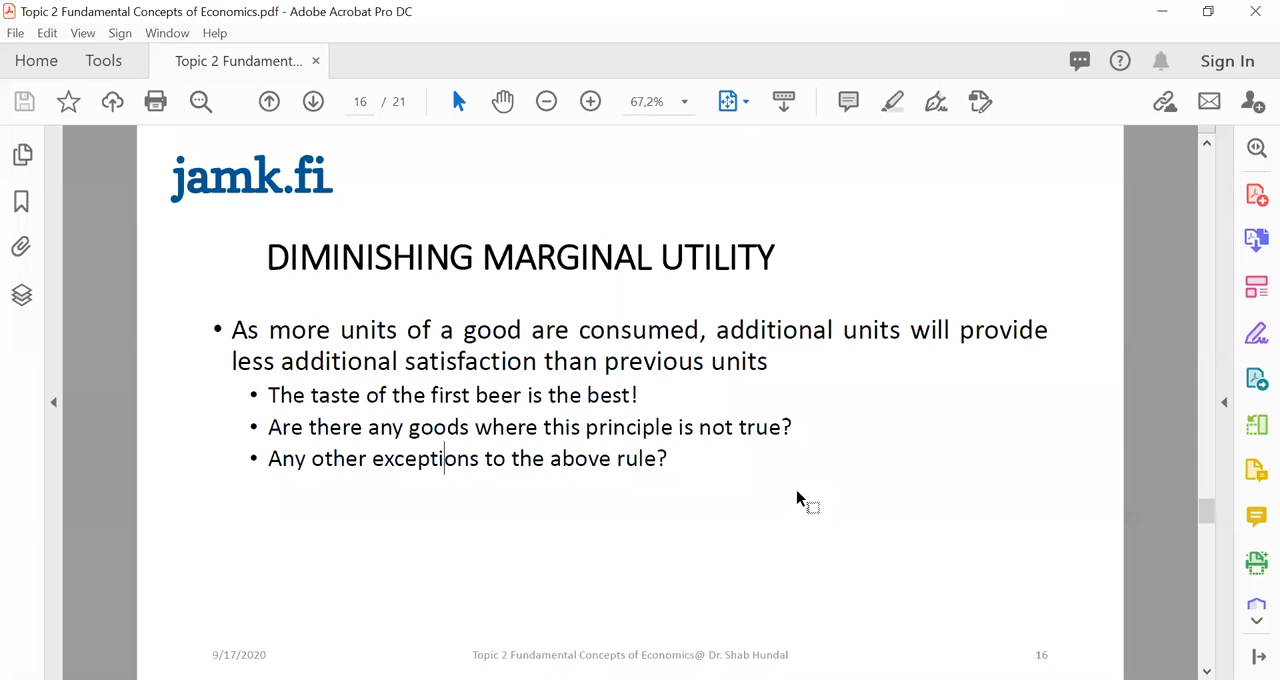 Topic 2 Fundamental Concepts of Economics.pdf - Adobe Acrobat Pro DC
File Edit View Sign Window Help
Home Tools Topic 2 Fundament... × Sign In
16 / 21 67,2%
jamk.fi
DIMINISHING MARGINAL UTILITY
• As more units of a good are consumed, additional units will provide
less additional satisfaction than previous units
• The taste of the first beer is the best!
• Are there any goods where this principle is not true?
• Any other exceptions to the above rule?
9/17/2020 Topic 2 Fundamental Concepts of Economics@ Dr. Shab Hundal 16